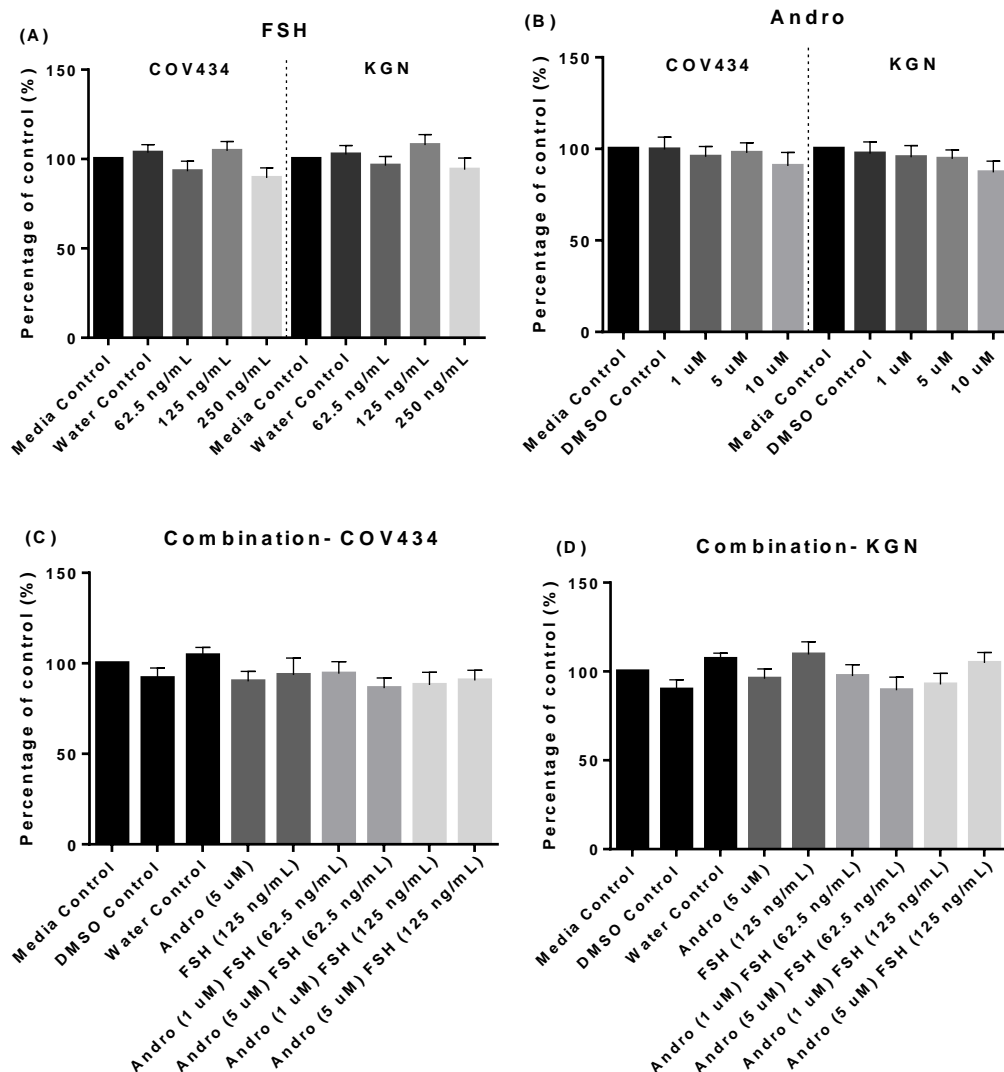 (A)
FSH
COV434
KGN
Percentage of control (%)
150
100
50
0
Media Control
Water Control
62.5 ng/mL
125 ng/mL
250 ng/mL
Media Control
Water Control
62.5 ng/mL
125 ng/mL
250 ng/mL
(B)
Andro
COV434
KGN
Percentage of control (%)
150
100
50
0
Media Control
DMSO Control
1 uM
5 uM
10 uM
Media Control
DMSO Control
1 uM
5 uM
10 uM
(C)
Combination- COV434
Percentage of control (%)
150
100
50
0
Media Control
DMSO Control
Water Control
Andro (5 uM)
FSH (125 ng/mL)
Andro (1 uM) FSH (62.5 ng/mL)
Andro (5 uM) FSH (62.5 ng/mL)
Andro (1 uM) FSH (125 ng/mL)
Andro (5 uM) FSH (125 ng/mL)
(D)
Combination- KGN
Percentage of control (%)
150
100
50
0
Media Control
DMSO Control
Water Control
Andro (5 uM)
FSH (125 ng/mL)
Andro (1 uM) FSH (62.5 ng/mL)
Andro (5 uM) FSH (62.5 ng/mL)
Andro (1 uM) FSH (125 ng/mL)
Andro (5 uM) FSH (125 ng/mL)